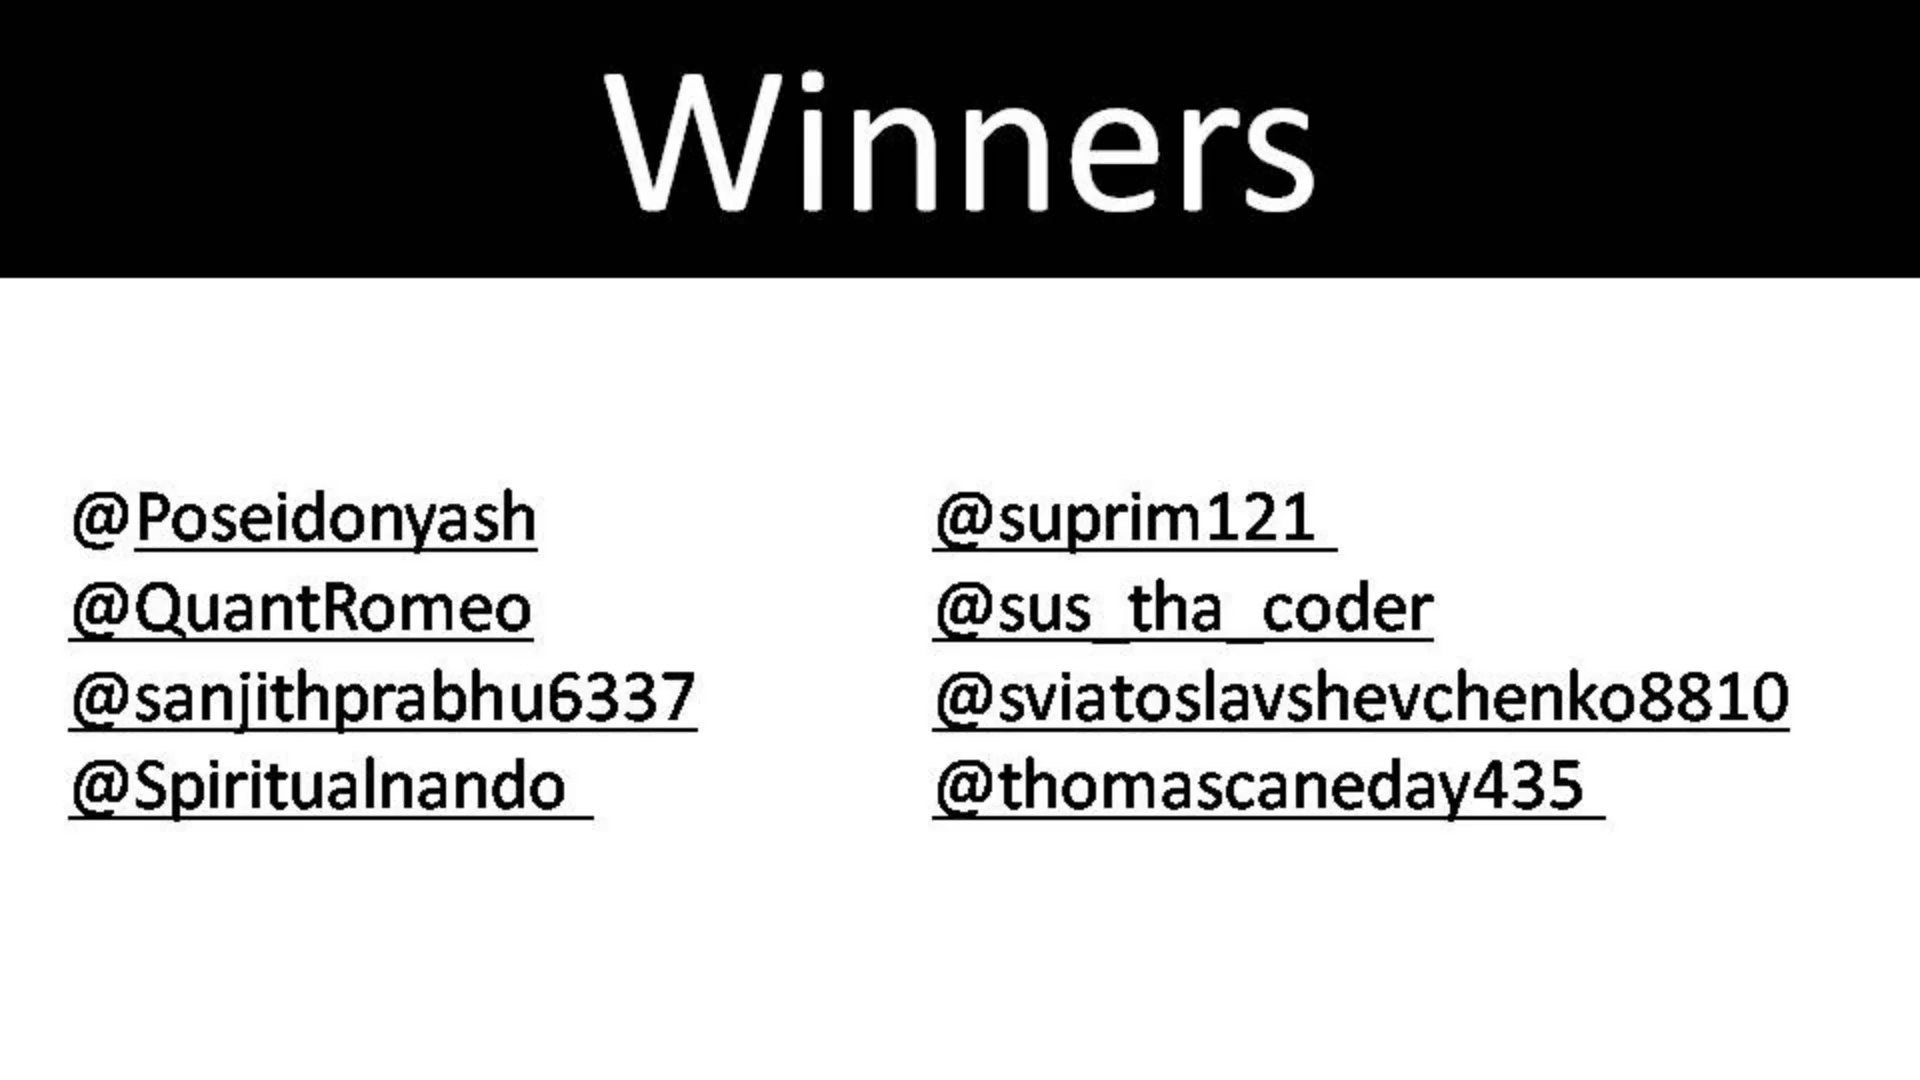 Winners
@Poseidonyash
@QuantRomeo
@sanjithprabhu6337
@Spiritualnando
@suprim121
@sus_tha_coder
@sviatoslavshevchenko8810
@thomascaneday435